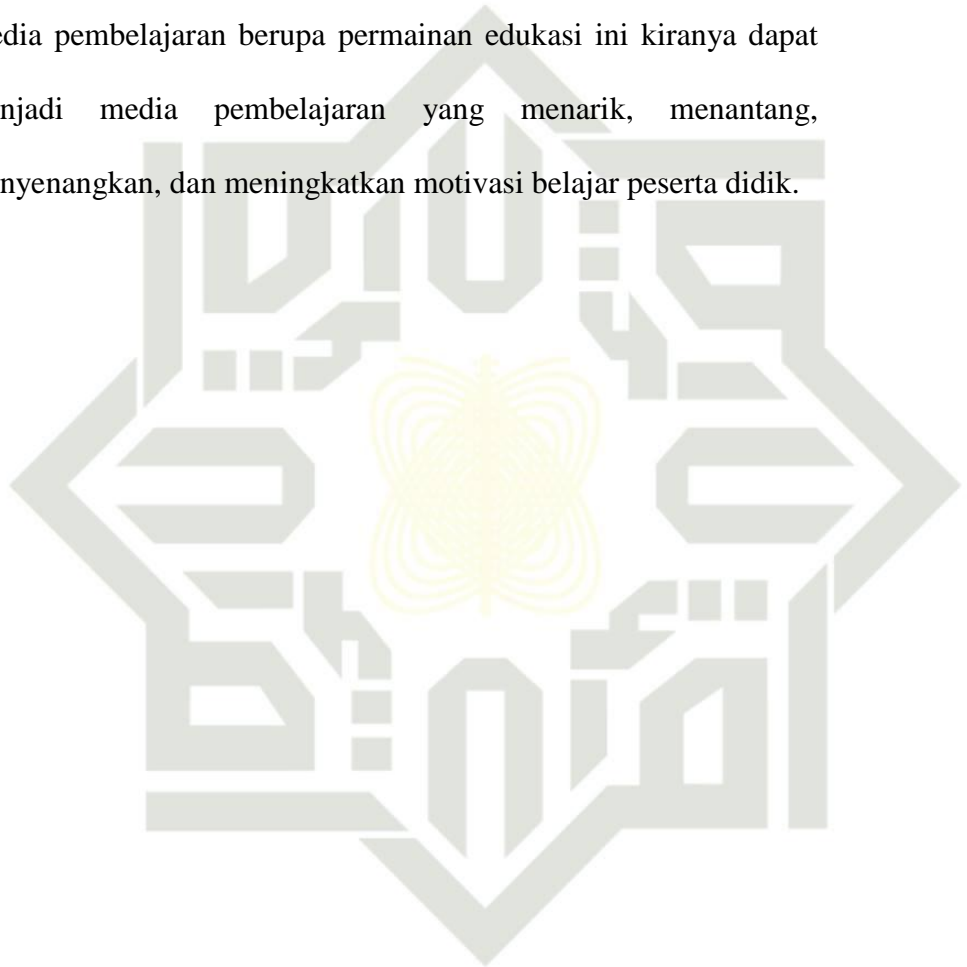 edia pembelajaran berupa permainan edukasi ini kiranya dapat
njadi media pembelajaran yang menarik, menantang,
nyenangkan, dan meningkatkan motivasi belajar peserta didik.